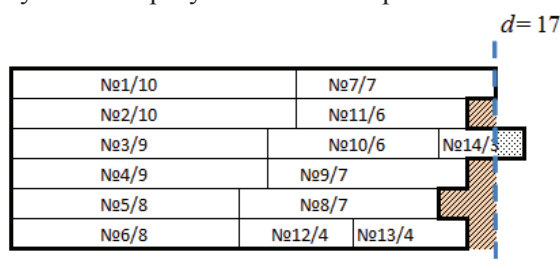 d= 17
№1/10 №7/7
№2/10 №11/6
№3/9 №10/6 №14/3
№4/9 №9/7
№5/8 №8/7
№6/8 №12/4 №13/4